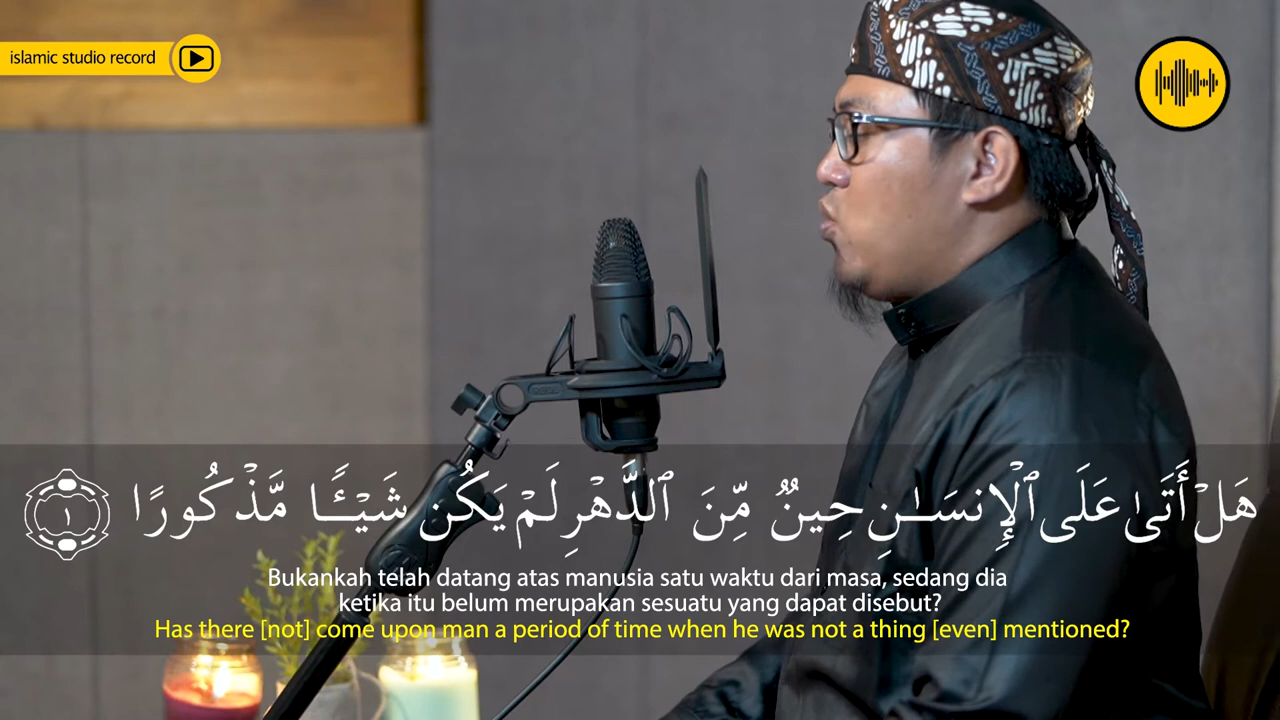 islamic studio record
هَلْ أَتَىٰ عَلَى ٱلْإِنسَـٰنِ حِينٌ مِّنَ ٱلدَّهْرِ لَمْ يَكُن شَيْـًٔا مَّذْكُورًا ١
Bukankah telah datang atas manusia satu waktu dari masa, sedang dia
ketika itu belum merupakan sesuatu yang dapat disebut?
Has there [not] come upon man a period of time when he was not a thing [even] mentioned?